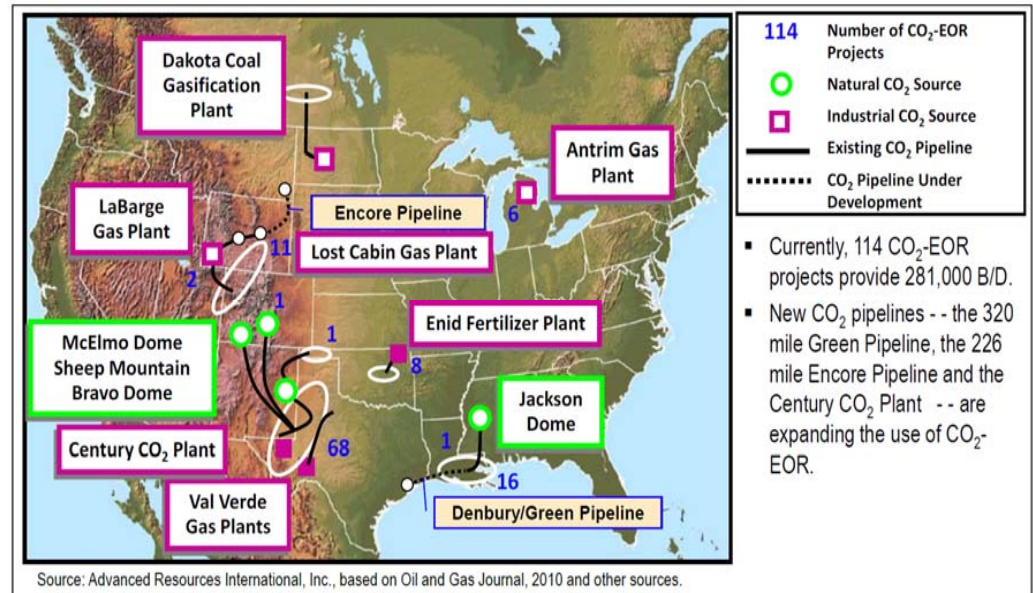 Dakota Coal
Gasification
Plant
Antrim Gas
Plant
6
LaBarge
Gas Plant
Encore Pipeline
11
Lost Cabin Gas Plant
2
1
McElmo Dome
Sheep Mountain
Bravo Dome
1
Enid Fertilizer Plant
8
Jackson
Dome
Century CO₂ Plant
68
1
16
Val Verde
Gas Plants
Denbury/Green Pipeline
114 Number of CO₂-EOR
Projects
Natural CO₂ Source
Industrial CO₂ Source
Existing CO₂ Pipeline
CO₂ Pipeline Under
Development
▪ Currently, 114 CO₂-EOR
projects provide 281,000 B/D.
▪ New CO₂ pipelines - - the 320
mile Green Pipeline, the 226
mile Encore Pipeline and the
Century CO₂ Plant - - are
expanding the use of CO₂-
EOR.
Source: Advanced Resources International, Inc., based on Oil and Gas Journal, 2010 and other sources.